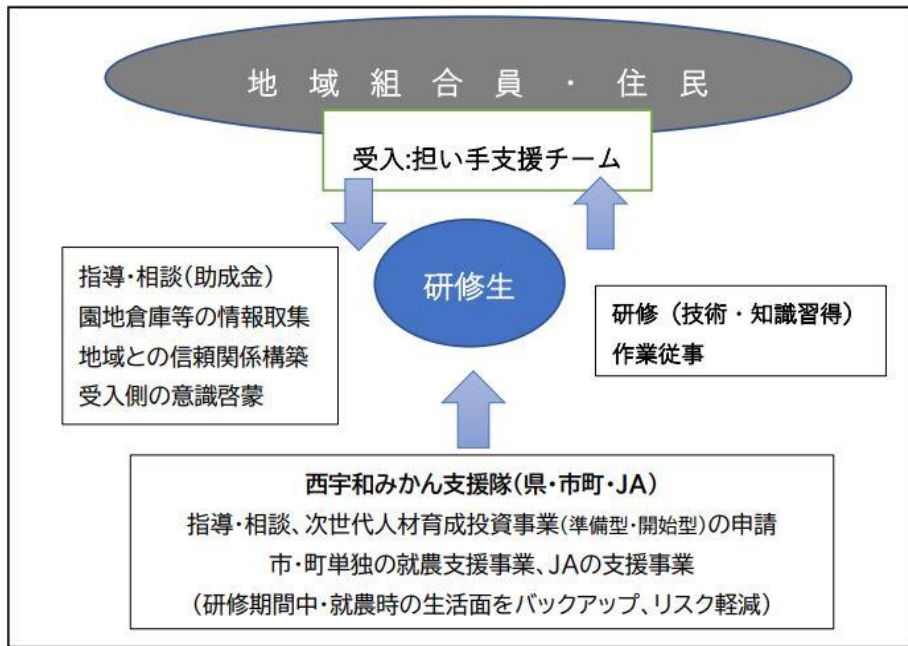 地域組合員・住民
受入:担い手支援チーム
研修生
指導・相談(助成金)
園地倉庫等の情報取集
地域との信頼関係構築
受入側の意識啓蒙
研修（技術・知識習得）
作業従事
西宇和みかん支援隊(県・市町・JA)
指導・相談、次世代人材育成投資事業(準備型・開始型)の申請
市・町単独の就農支援事業、JAの支援事業
(研修期間中・就農時の生活面をバックアップ、リスク軽減)